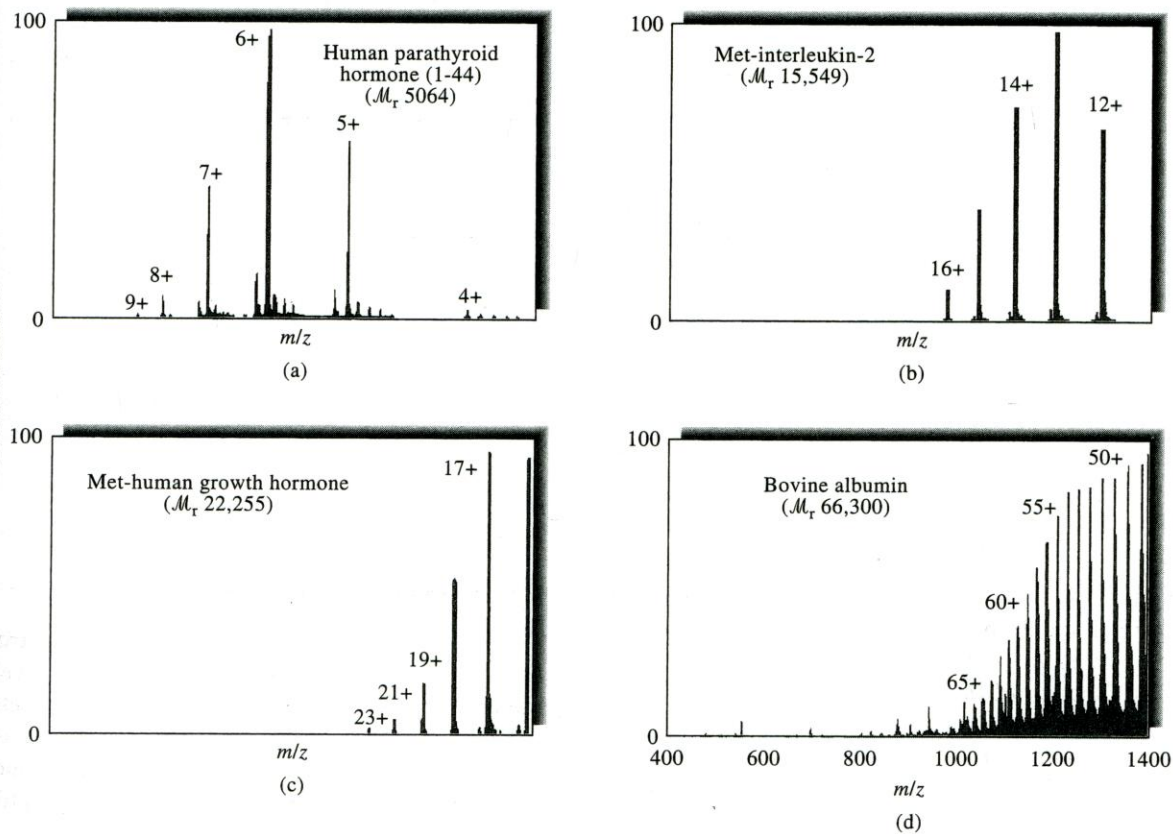 100
6+
Human parathyroid
hormone (1-44)
(ℳr 5064)
5+
7+
8+
9+
4+
0
m/z
(a)
100
Met-interleukin-2
(ℳr 15,549)
14+
12+
16+
0
m/z
(b)
100
17+
Met-human growth hormone
(ℳr 22,255)
19+
21+
23+
0
m/z
(c)
100
50+
Bovine albumin
(ℳr 66,300)
55+
60+
65+
0
400 600 800 1000 1200 1400
m/z
(d)